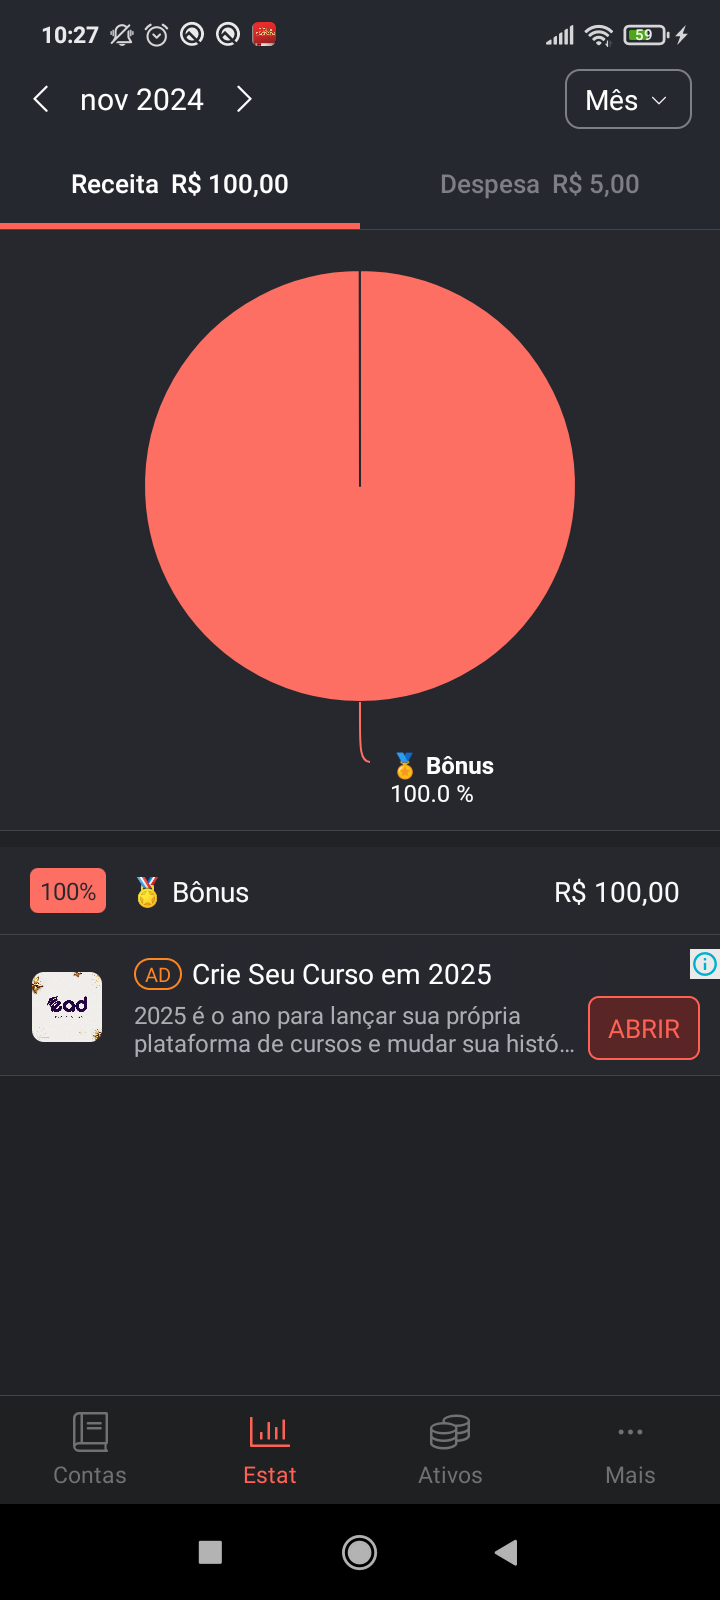 10:27
59
nov 2024
Mês
Receita R$ 100,00
Despesa R$ 5,00
🏅 Bônus
100.0 %
100% 🏅 Bônus R$ 100,00
AD Crie Seu Curso em 2025
2025 é o ano para lançar sua própria
plataforma de cursos e mudar sua histó...
ABRIR
ead
Contas
Estat
Ativos
Mais